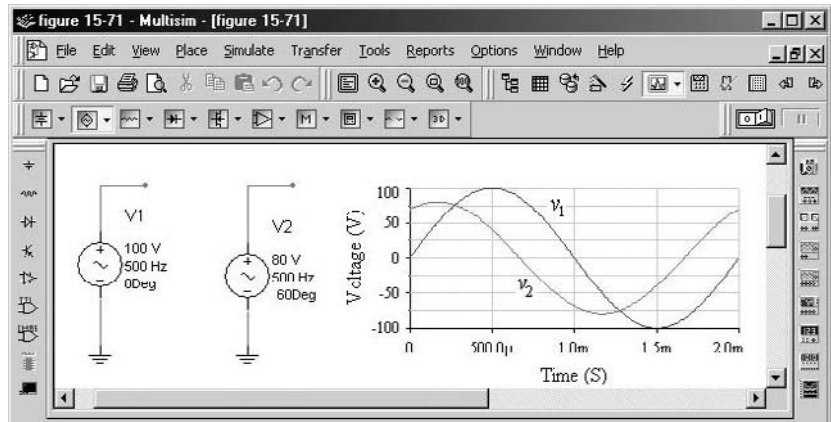 figure 15-71 - Multisim - [figure 15-71]
File Edit View Place Simulate Transfer Tools Reports Options Window Help
V1
100 V
500 Hz
0Deg
V2
80 V
500 Hz
60Deg
Voltage (V)
100
50
0
-50
-100
v1
v2
0 500.0µ 1.0m 1.5m 2.0m
Time (S)